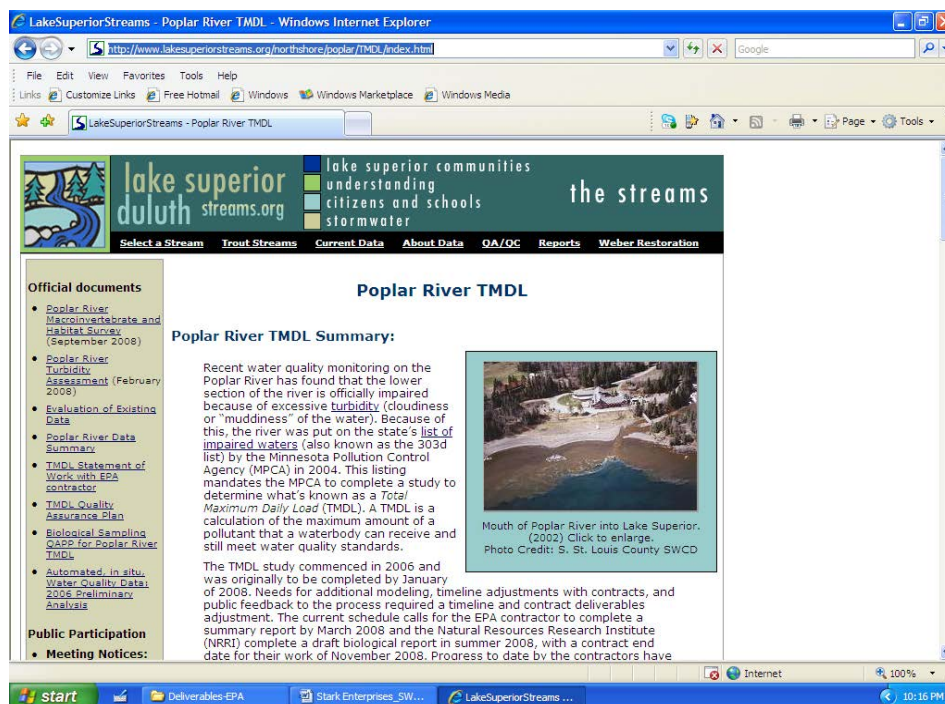 LakeSuperiorStreams - Poplar River TMDL - Windows Internet Explorer
http://www.lakesuperiorstreams.org/northshore/poplar/TMDL/index.html
Google
File Edit View Favorites Tools Help
Links Customize Links Free Hotmail Windows Windows Marketplace Windows Media
LakeSuperiorStreams - Poplar River TMDL
Page Tools
lake superior
duluth streams.org
lake superior communities
understanding
citizens and schools
stormwater
the streams
Select a Stream Trout Streams Current Data About Data QA/QC Reports Weber Restoration
Official documents
• Poplar River
Macroinvertebrate and
Habitat Survey
(September 2008)
• Poplar River
Turbidity
Assessment (February
2008)
• Evaluation of Existing
Data
• Poplar River Data
Summary
• TMDL Statement of
Work with EPA
contractor
• TMDL Quality
Assurance Plan
• Biological Sampling
QAPP for Poplar River
TMDL
• Automated, in situ,
Water Quality Data:
2006 Preliminary
Analysis
Public Participation
• Meeting Notices:
Poplar River TMDL
Poplar River TMDL Summary:
Recent water quality monitoring on the
Poplar River has found that the lower
section of the river is officially impaired
because of excessive turbidity (cloudiness
or "muddiness" of the water). Because of
this, the river was put on the state's list of
impaired waters (also known as the 303d
list) by the Minnesota Pollution Control
Agency (MPCA) in 2004. This listing
mandates the MPCA to complete a study to
determine what's known as a Total
Maximum Daily Load (TMDL). A TMDL is a
calculation of the maximum amount of a
pollutant that a waterbody can receive and
still meet water quality standards.
Mouth of Poplar River into Lake Superior.
(2002) Click to enlarge.
Photo Credit: S. St. Louis County SWCD
The TMDL study commenced in 2006 and
was originally to be completed by January
of 2008. Needs for additional modeling, timeline adjustments with contracts, and
public feedback to the process required a timeline and contract deliverables
adjustment. The current schedule calls for the EPA contractor to complete a
summary report by March 2008 and the Natural Resources Research Institute
(NRRI) complete a draft biological report in summer 2008, with a contract end
date for their work of November 2008. Progress to date by the contractors have
Internet 100%
start Deliverables-EPA Stark Enterprises_SW... LakeSuperiorStreams ... 10:16 PM